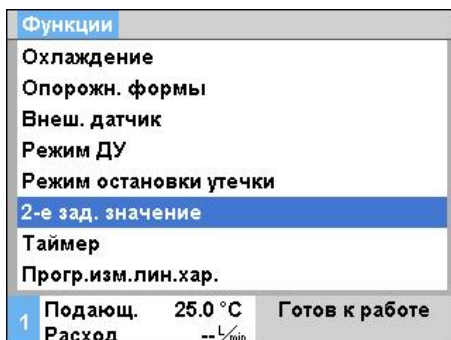 Функции
Охлаждение
Опорожн. формы
Внеш. датчик
Режим ДУ
Режим остановки утечки
2-е зад. значение
Таймер
Прогр.изм.лин.хар.
1 Подающ. 25.0 °C Готов к работе
Расход -- L/min